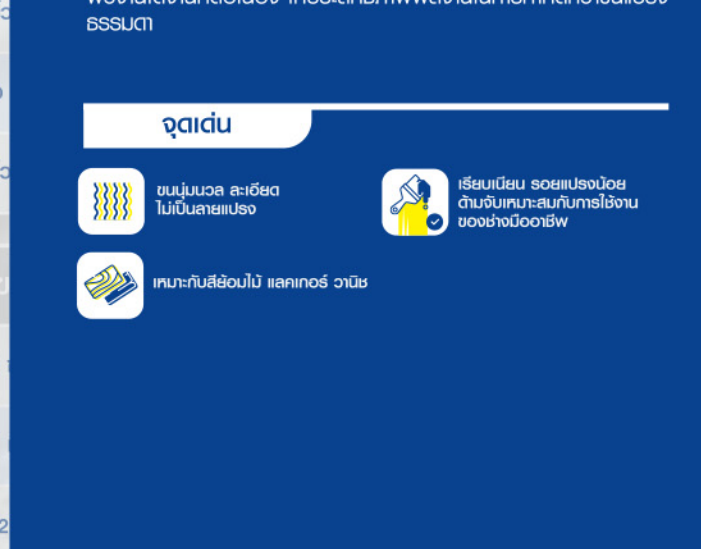 ธรรมดา
จุดเด่น
ขนนุ่มนวล ละเอียด
ไม่เป็นลายแปรง
เรียบเนียน รอยแปรงน้อย
ด้ามจับเหมาะสมกับการใช้งาน
ของช่างมืออาชีพ
เหมาะกับสีย้อมไม้ แลคเกอร์ วานิช